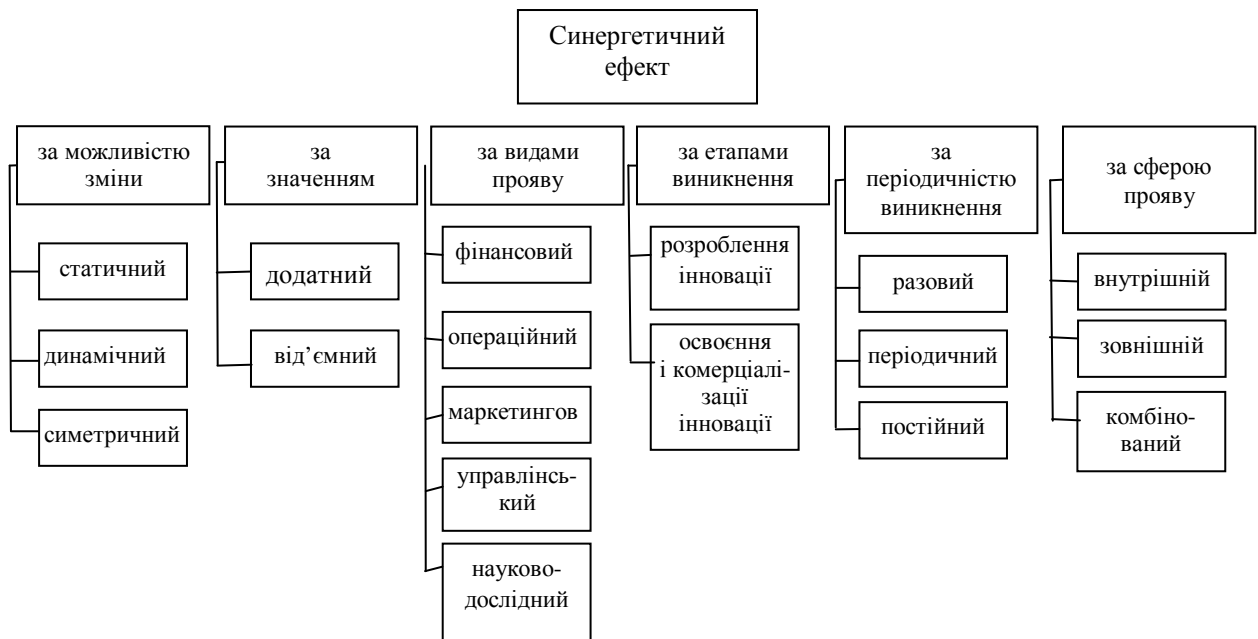 Синергетичний
ефект
за можливістю
зміни
статичний
динамічний
симетричний
за
значенням
додатний
від’ємний
за видами
прояву
фінансовий
операційний
маркетингов
управлінсь-
кий
науково-
дослідний
за етапами
виникнення
розроблення
інновації
освоєння
і комерціалі-
зації
інновації
за
періодичністю
виникнення
разовий
періодичний
постійний
за сферою
прояву
внутрішній
зовнішній
комбіно-
ваний